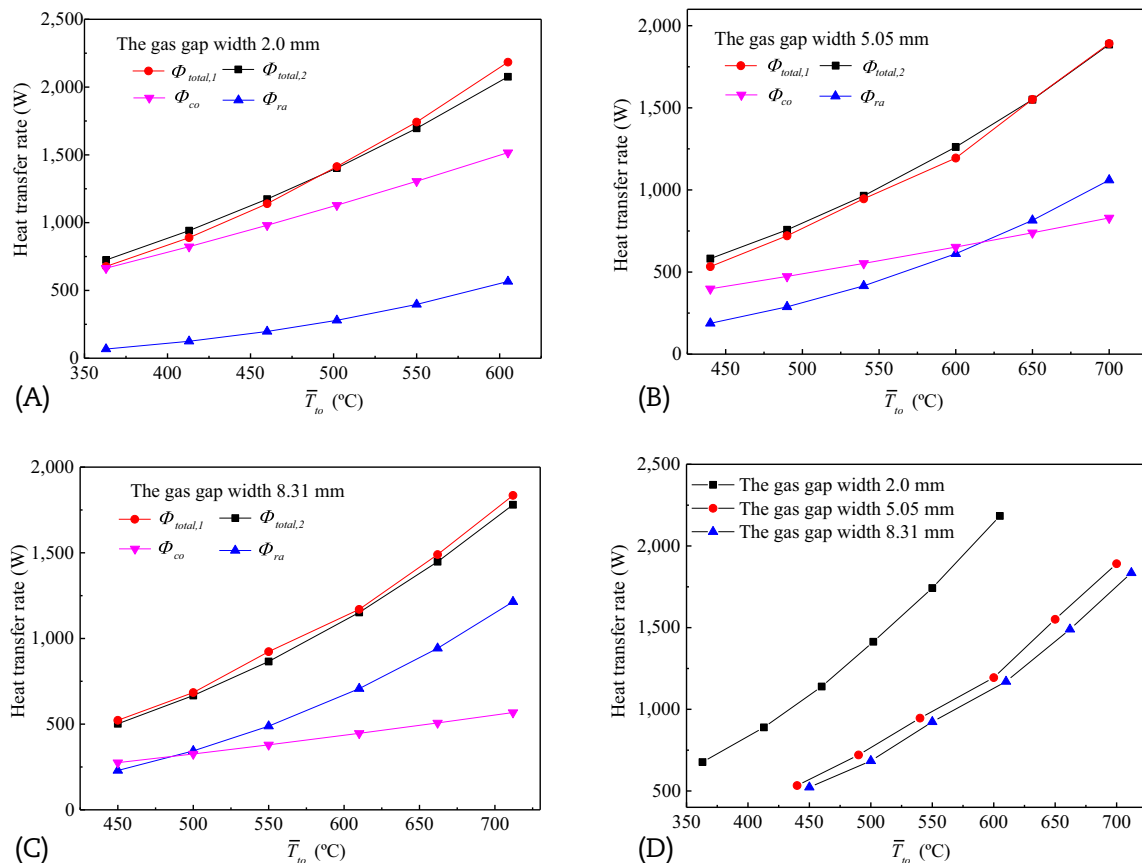 2,500
2,000
1,500
1,000
500
0
Heat transfer rate (W)
The gas gap width 2.0 mm
Φtotal,1 Φtotal,2
Φco Φra
350 400 450 500 550 600
T̅to (ºC)
(A)
2,000
1,500
1,000
500
0
Heat transfer rate (W)
The gas gap width 5.05 mm
Φtotal,1 Φtotal,2
Φco Φra
450 500 550 600 650 700
T̅to (ºC)
(B)
2,000
1,500
1,000
500
0
Heat transfer rate (W)
The gas gap width 8.31 mm
Φtotal,1 Φtotal,2
Φco Φra
450 500 550 600 650 700
T̅to (ºC)
(C)
2,500
2,000
1,500
1,000
500
Heat transfer rate (W)
The gas gap width 2.0 mm
The gas gap width 5.05 mm
The gas gap width 8.31 mm
350 400 450 500 550 600 650 700
T̅to (ºC)
(D)